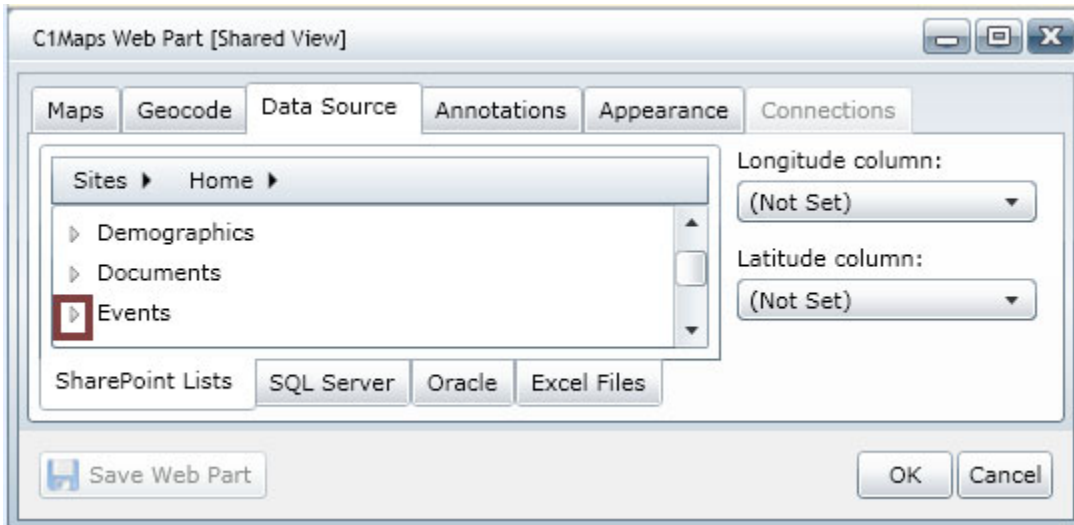 C1Maps Web Part [Shared View]
Maps Geocode Data Source Annotations Appearance Connections
Sites Home
Demographics
Documents
Events
Longitude column:
(Not Set)
Latitude column:
(Not Set)
SharePoint Lists SQL Server Oracle Excel Files
Save Web Part OK Cancel